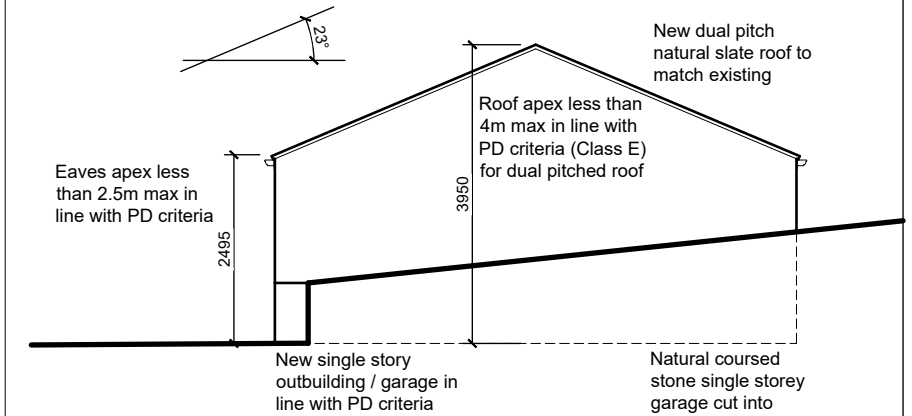 23°
New dual pitch
natural slate roof to
match existing
Roof apex less than
4m max in line with
PD criteria (Class E)
for dual pitched roof
Eaves apex less
than 2.5m max in
line with PD criteria
2495
3950
New single story
outbuilding / garage in
line with PD criteria
Natural coursed
stone single storey
garage cut into